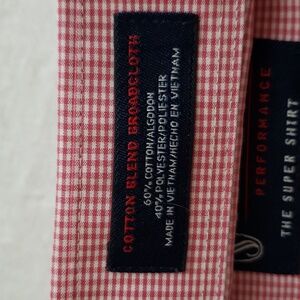 COTTON BLEND BROADCLOTH
60% COTTON/ALGODON
40% POLYESTER/POLIESTER
MADE IN VIETNAM/HECHO EN VIETNAM
PERFORMANCE
THE SUPER SHIRT